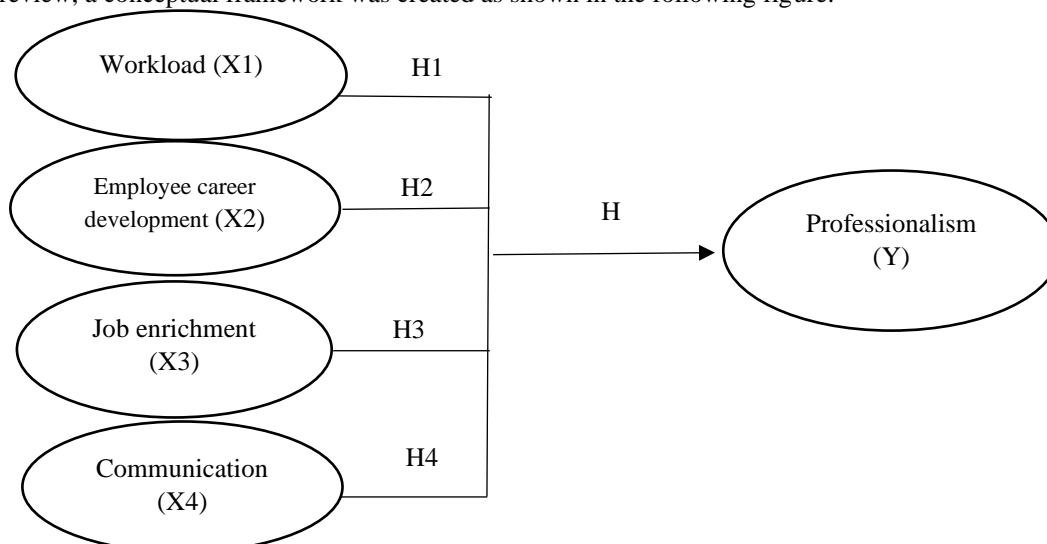 review, a conceptual framework was created as shown in the following figure.
Workload (X1)
H1
Employee career
development (X2)
H2
H
Professionalism
(Y)
Job enrichment
(X3)
H3
Communication
(X4)
H4